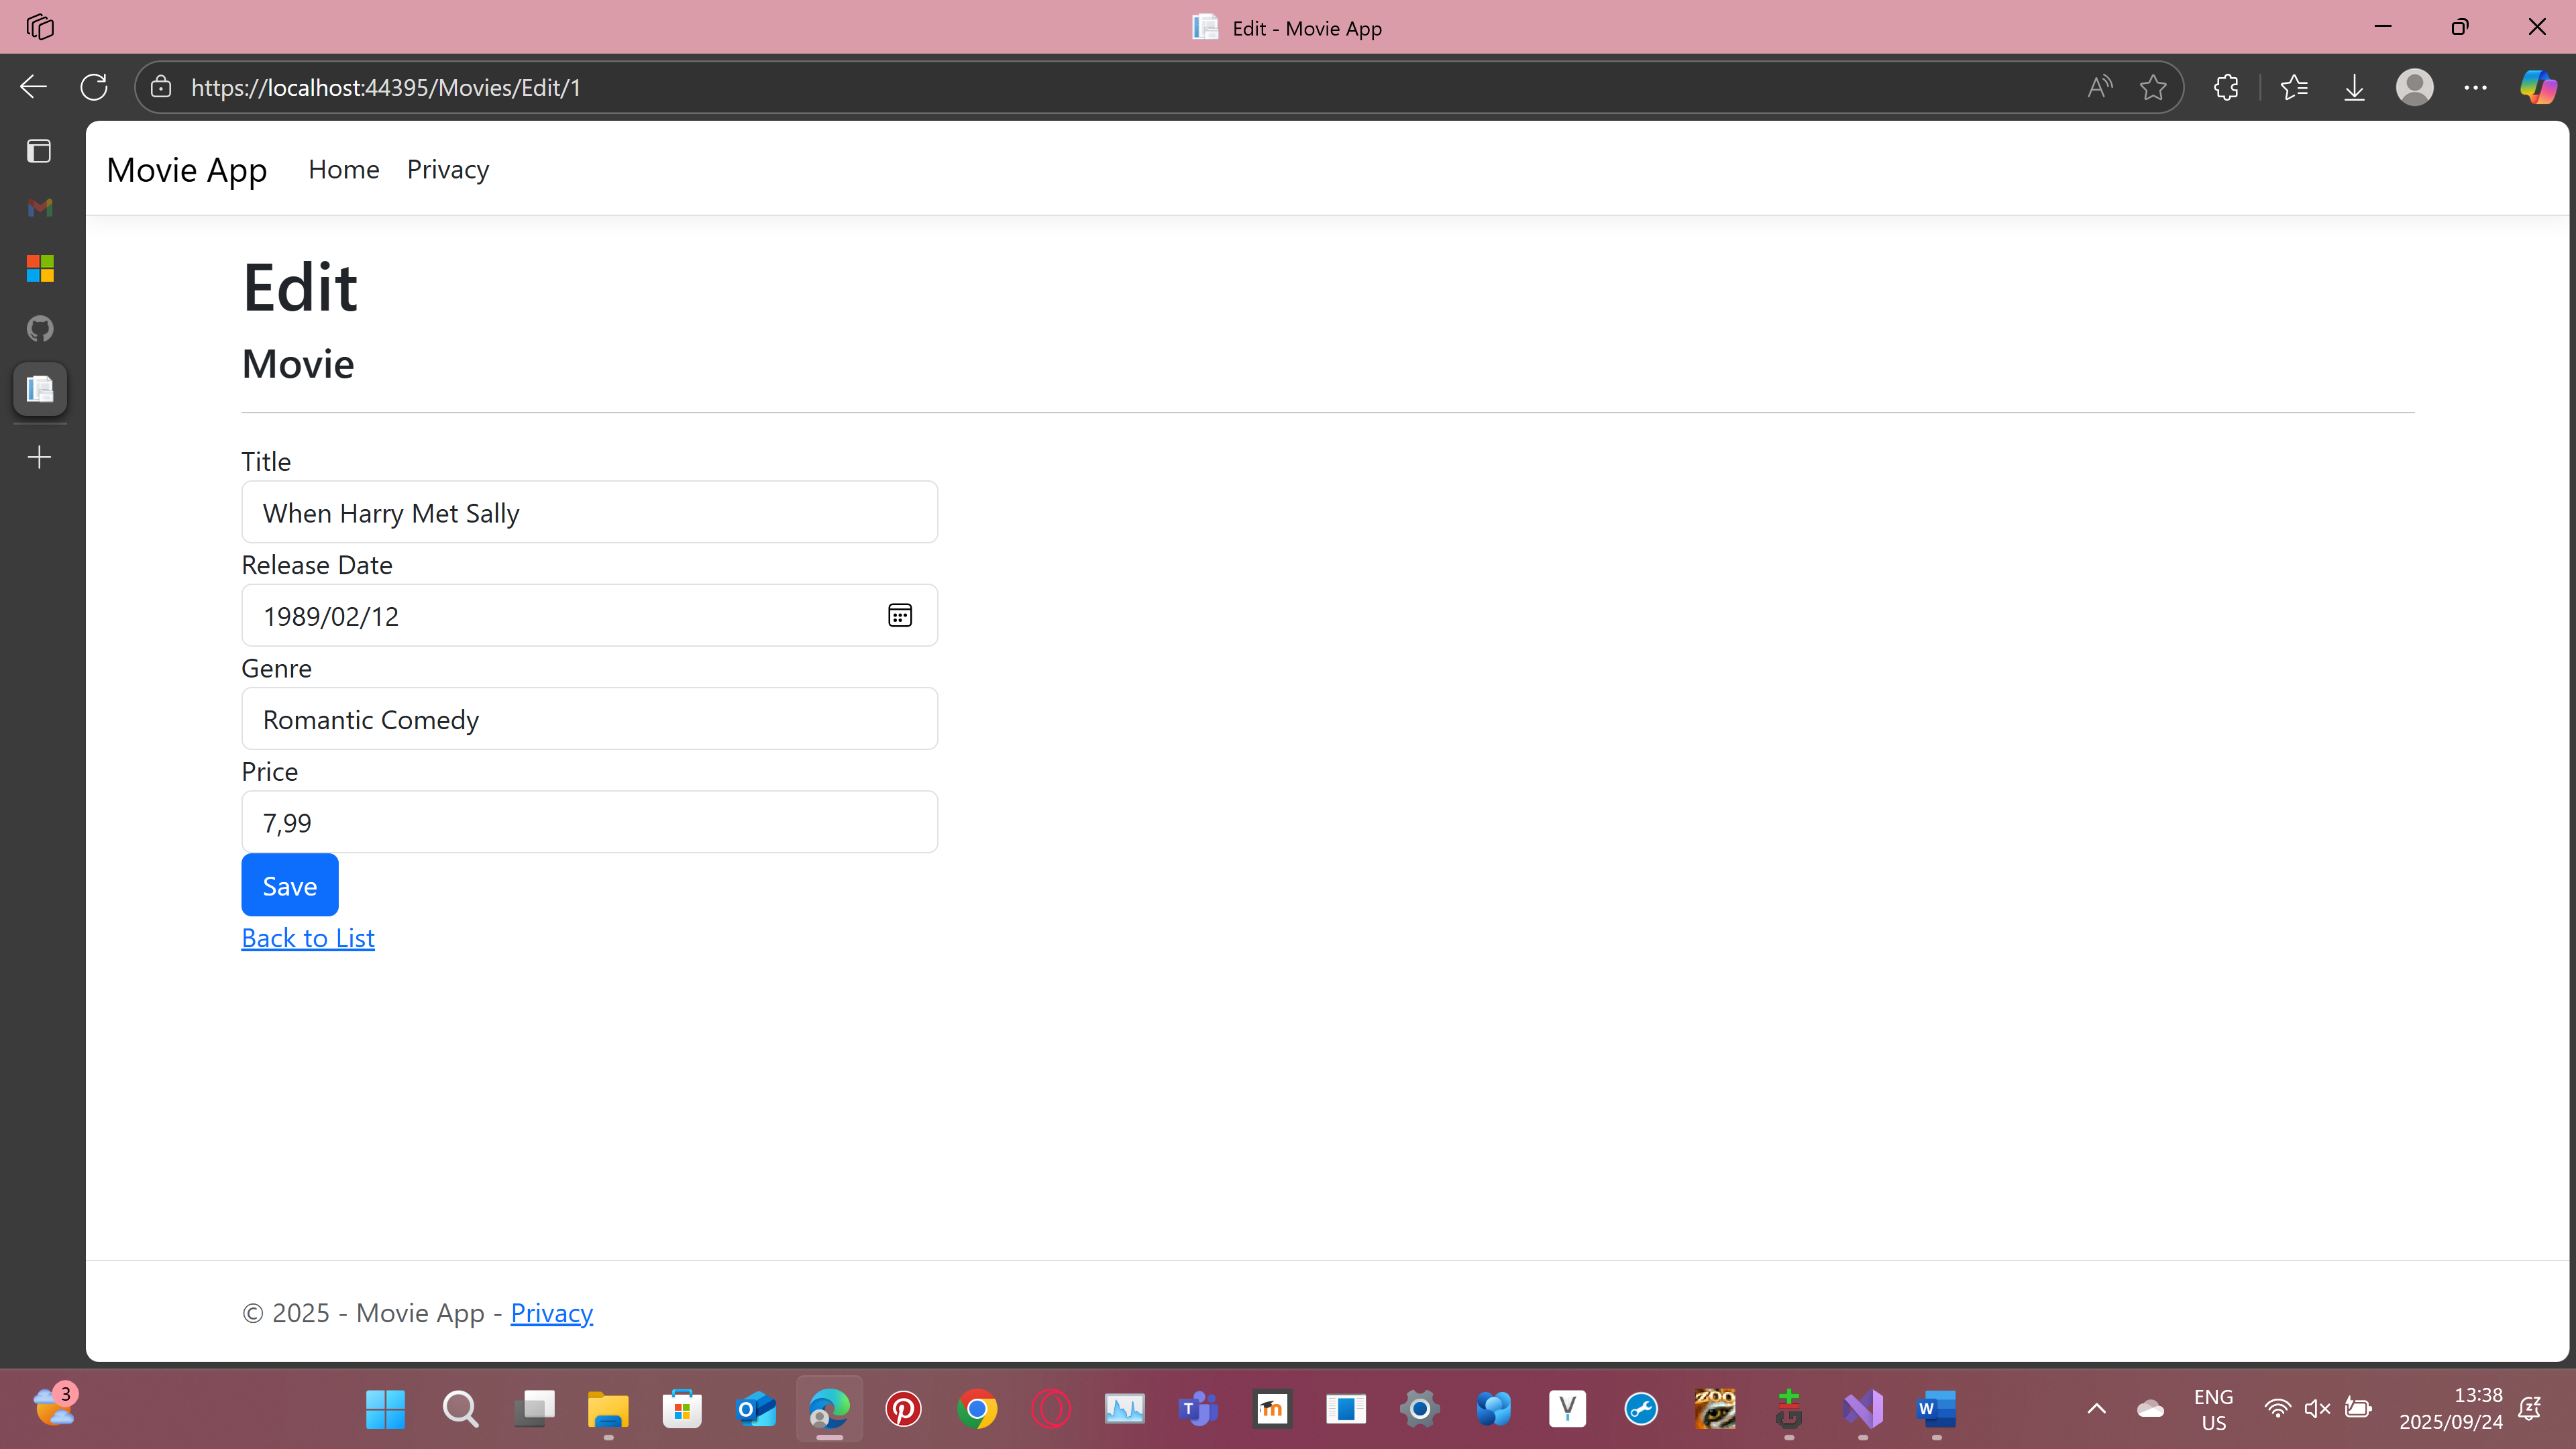 Edit - Movie App
https://localhost:44395/Movies/Edit/1
Movie App Home Privacy
Edit
Movie
Title
When Harry Met Sally
Release Date
1989/02/12
Genre
Romantic Comedy
Price
7,99
Save
Back to List
© 2025 - Movie App - Privacy
3
ZOO
ENG
US
13:38
2025/09/24